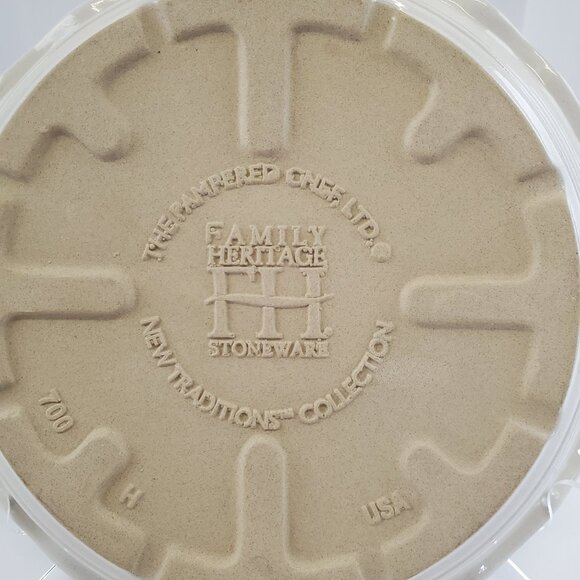 THE PAMPERED CHEF, LTD.®
FAMILY
HERITAGE
FH
STONEWARE
NEW TRADITIONS™ COLLECTION
700
H
USA